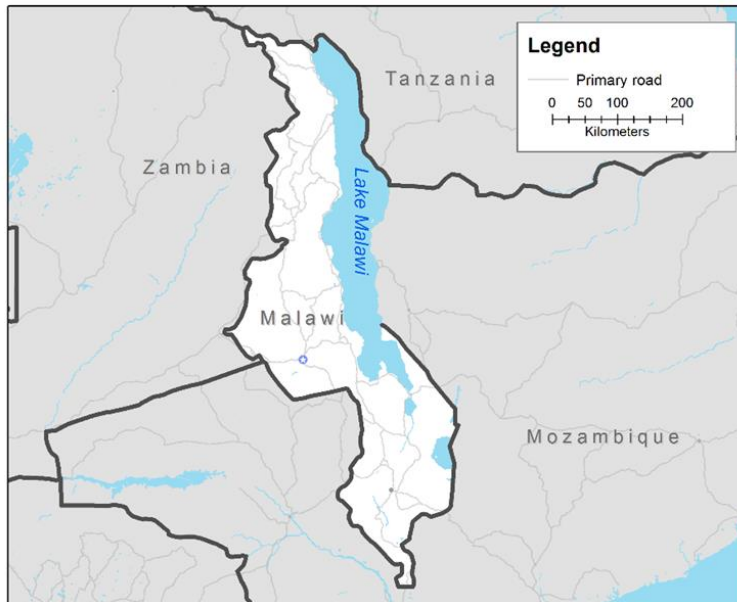 Legend
Primary road
0 50 100 200
Kilometers
Tanzania
Zambia
Lake Malawi
Malawi
Mozambique